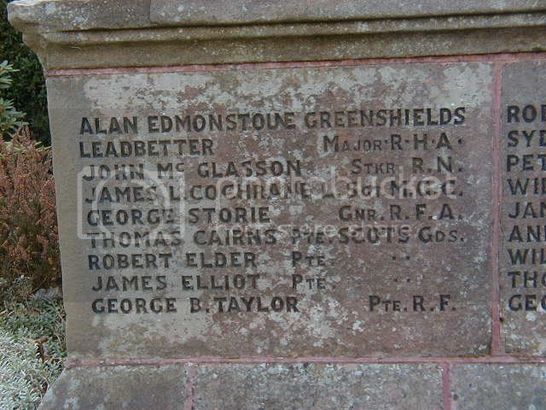 ALAN EDMONSTOUE GREENSHIELDS
LEADBETTER MAJOR·R·H·A·
JOHN Mc GLASSON STKR R.N.
JAMES L. COCHRANE L. SGT M.G.C.
GEORGE STORIE GNR. R.F.A.
THOMAS CAIRNS PTE. SCOTS GDS.
ROBERT ELDER PTE. ,,
JAMES ELLIOT PTE. ,,
GEORGE B. TAYLOR PTE. R.F.